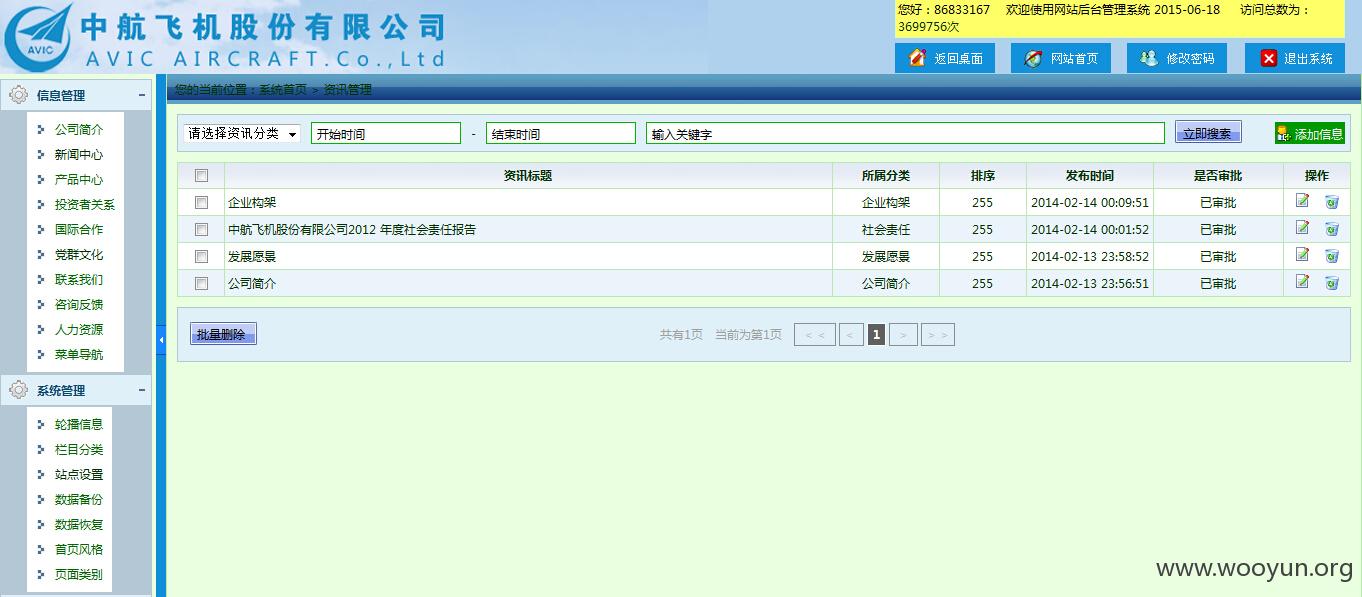 中航飞机股份有限公司
AVIC
AVIC AIRCRAFT.Co.,Ltd
您好：86833167 欢迎使用网站后台管理系统 2015-06-18 访问总数为：
3699756次
返回桌面 网站首页 修改密码 退出系统
您的当前位置：系统首页 > 资讯管理
信息管理
公司简介
新闻中心
产品中心
投资者关系
国际合作
党群文化
联系我们
咨询反馈
人力资源
菜单导航
系统管理
轮播信息
栏目分类
站点设置
数据备份
数据恢复
首页风格
页面类别
请选择资讯分类 开始时间 - 结束时间 输入关键字 立即搜索 添加信息
资讯标题 所属分类 排序 发布时间 是否审批 操作
企业构架 企业构架 255 2014-02-14 00:09:51 已审批
中航飞机股份有限公司2012 年度社会责任报告 社会责任 255 2014-02-14 00:01:52 已审批
发展愿景 发展愿景 255 2014-02-13 23:58:52 已审批
公司简介 公司简介 255 2014-02-13 23:56:51 已审批
批量删除 共有1页 当前为第1页 < < < 1 > > >
www.wooyun.org